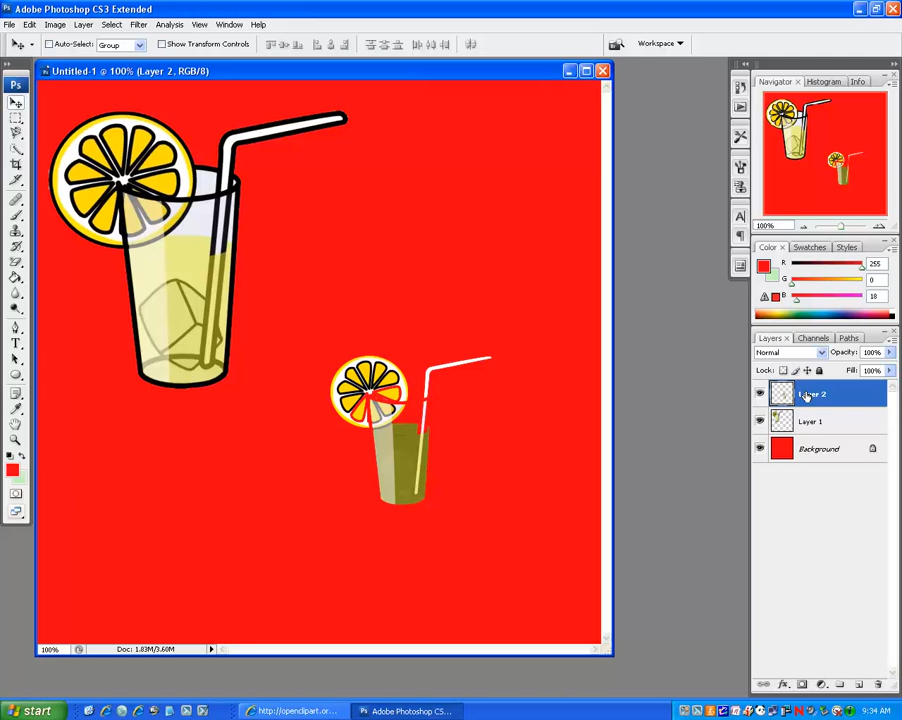 Adobe Photoshop CS3 Extended
File Edit Image Layer Select Filter Analysis View Window Help
Auto-Select: Group Show Transform Controls Workspace
Untitled-1 @ 100% (Layer 2, RGB/8)
Ps
Navigator Histogram Info
100%
Color Swatches Styles
R 255
G 0
B 18
Layers Channels Paths
Normal Opacity: 100%
Lock: Fill: 100%
Layer 2
Layer 1
Background
100% Doc: 1.83M/3.60M
start http://openclipart.or... Adobe Photoshop CS... 9:34 AM